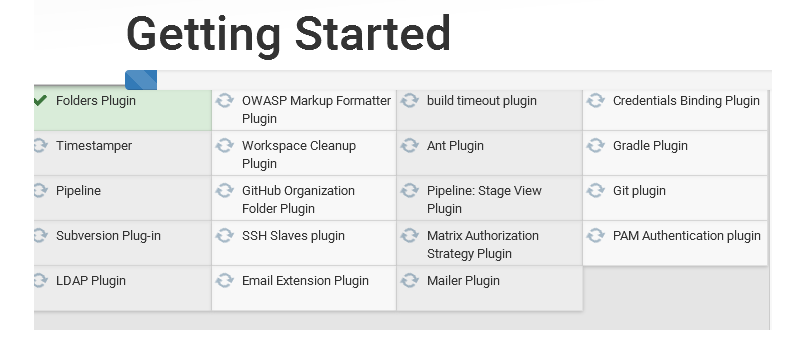 Getting Started
Folders Plugin
OWASP Markup Formatter
Plugin
build timeout plugin
Credentials Binding Plugin
Timestamper
Workspace Cleanup
Plugin
Ant Plugin
Gradle Plugin
Pipeline
GitHub Organization
Folder Plugin
Pipeline: Stage View
Plugin
Git plugin
Subversion Plug-in
SSH Slaves plugin
Matrix Authorization
Strategy Plugin
PAM Authentication plugin
LDAP Plugin
Email Extension Plugin
Mailer Plugin